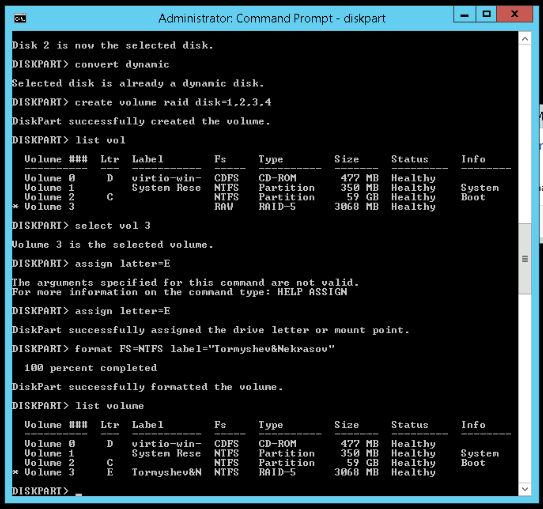 Administrator: Command Prompt - diskpart
Disk 2 is now the selected disk.
DISKPART> convert dynamic
Selected disk is already a dynamic disk.
DISKPART> create volume raid disk=1,2,3,4
DiskPart successfully created the volume.
DISKPART> list vol
Volume ### Ltr Label Fs Type Size Status Info
---------- --- ----------- ----- ---------- ------- --------- --------
Volume 0 D virtio-win- CDFS CD-ROM 477 MB Healthy
Volume 1 System Rese NTFS Partition 350 MB Healthy System
Volume 2 C NTFS Partition 59 GB Healthy Boot
* Volume 3 RAW RAID-5 3068 MB Healthy
DISKPART> select vol 3
Volume 3 is the selected volume.
DISKPART> assign latter=E
The arguments specified for this command are not valid.
For more information on the command type: HELP ASSIGN
DISKPART> assign letter=E
DiskPart successfully assigned the drive letter or mount point.
DISKPART> format FS=NTFS label="Tormyshev&Nekrasov"
100 percent completed
DiskPart successfully formatted the volume.
DISKPART> list volume
Volume ### Ltr Label Fs Type Size Status Info
---------- --- ----------- ----- ---------- ------- --------- --------
Volume 0 D virtio-win- CDFS CD-ROM 477 MB Healthy
Volume 1 System Rese NTFS Partition 350 MB Healthy System
Volume 2 C NTFS Partition 59 GB Healthy Boot
* Volume 3 E Tormyshev&N NTFS RAID-5 3068 MB Healthy
DISKPART> _